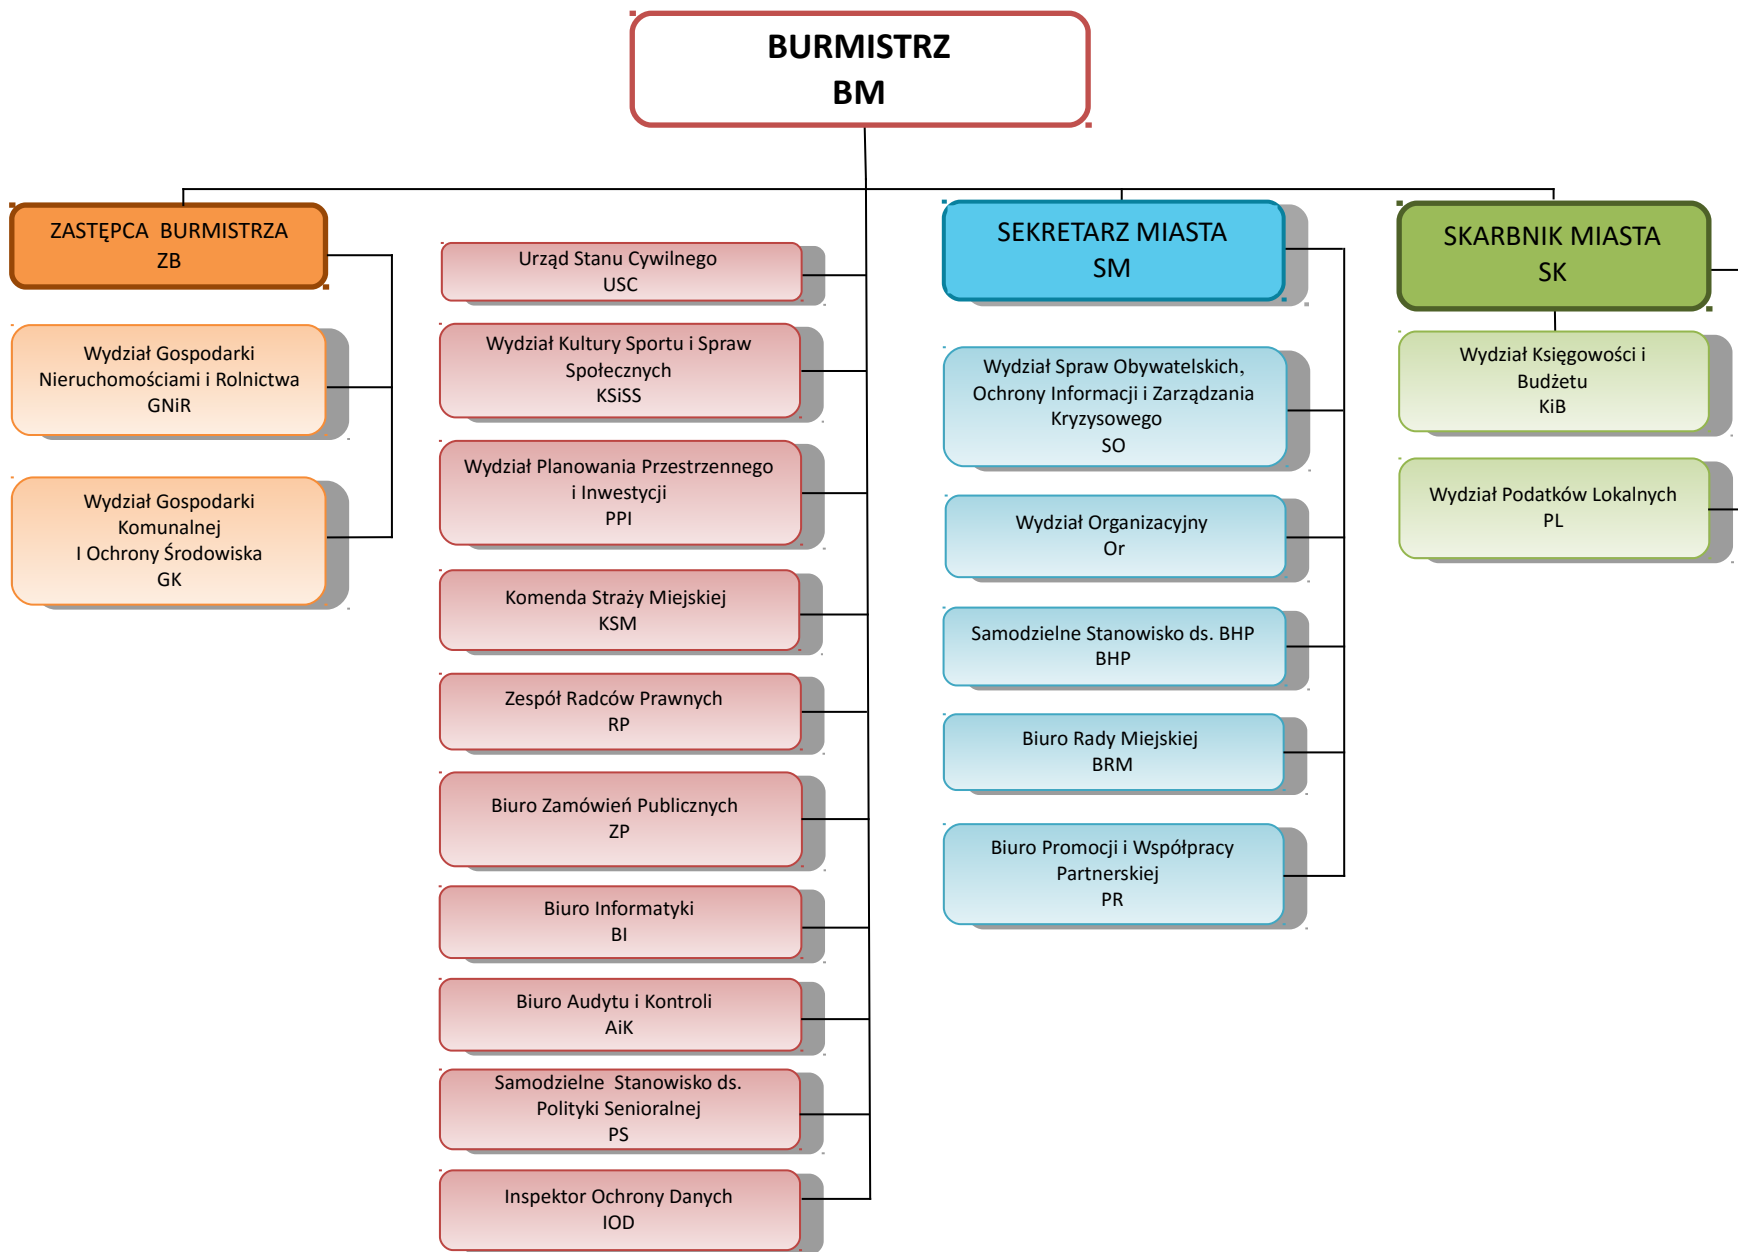 BURMISTRZ
BM
ZASTĘPCA  BURMISTRZA
ZB
Wydział Gospodarki
Nieruchomościami i Rolnictwa
GNiR
Wydział Gospodarki
Komunalnej
I Ochrony Środowiska
GK
Urząd Stanu Cywilnego
USC
Wydział Kultury Sportu i Spraw
Społecznych
KSiSS
Wydział Planowania Przestrzennego
i Inwestycji
PPI
Komenda Straży Miejskiej
KSM
Zespół Radców Prawnych
RP
Biuro Zamówień Publicznych
ZP
Biuro Informatyki
BI
Biuro Audytu i Kontroli
AiK
Samodzielne  Stanowisko ds.
Polityki Senioralnej
PS
Inspektor Ochrony Danych
IOD
SEKRETARZ MIASTA
SM
Wydział Spraw Obywatelskich,
Ochrony Informacji i Zarządzania
Kryzysowego
SO
Wydział Organizacyjny
Or
Samodzielne Stanowisko ds. BHP
BHP
Biuro Rady Miejskiej
BRM
Biuro Promocji i Współpracy
Partnerskiej
PR
SKARBNIK MIASTA
SK
Wydział Księgowości i
Budżetu
KiB
Wydział Podatków Lokalnych
PL